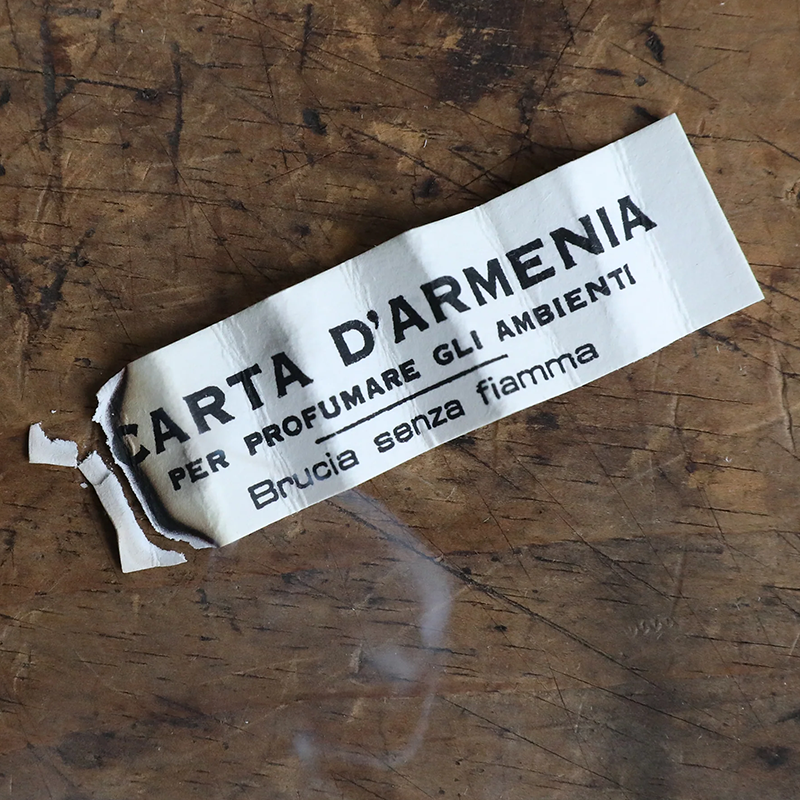 CARTA D'ARMENIA
PER PROFUMARE GLI AMBIENTI
Brucia senza fiamma